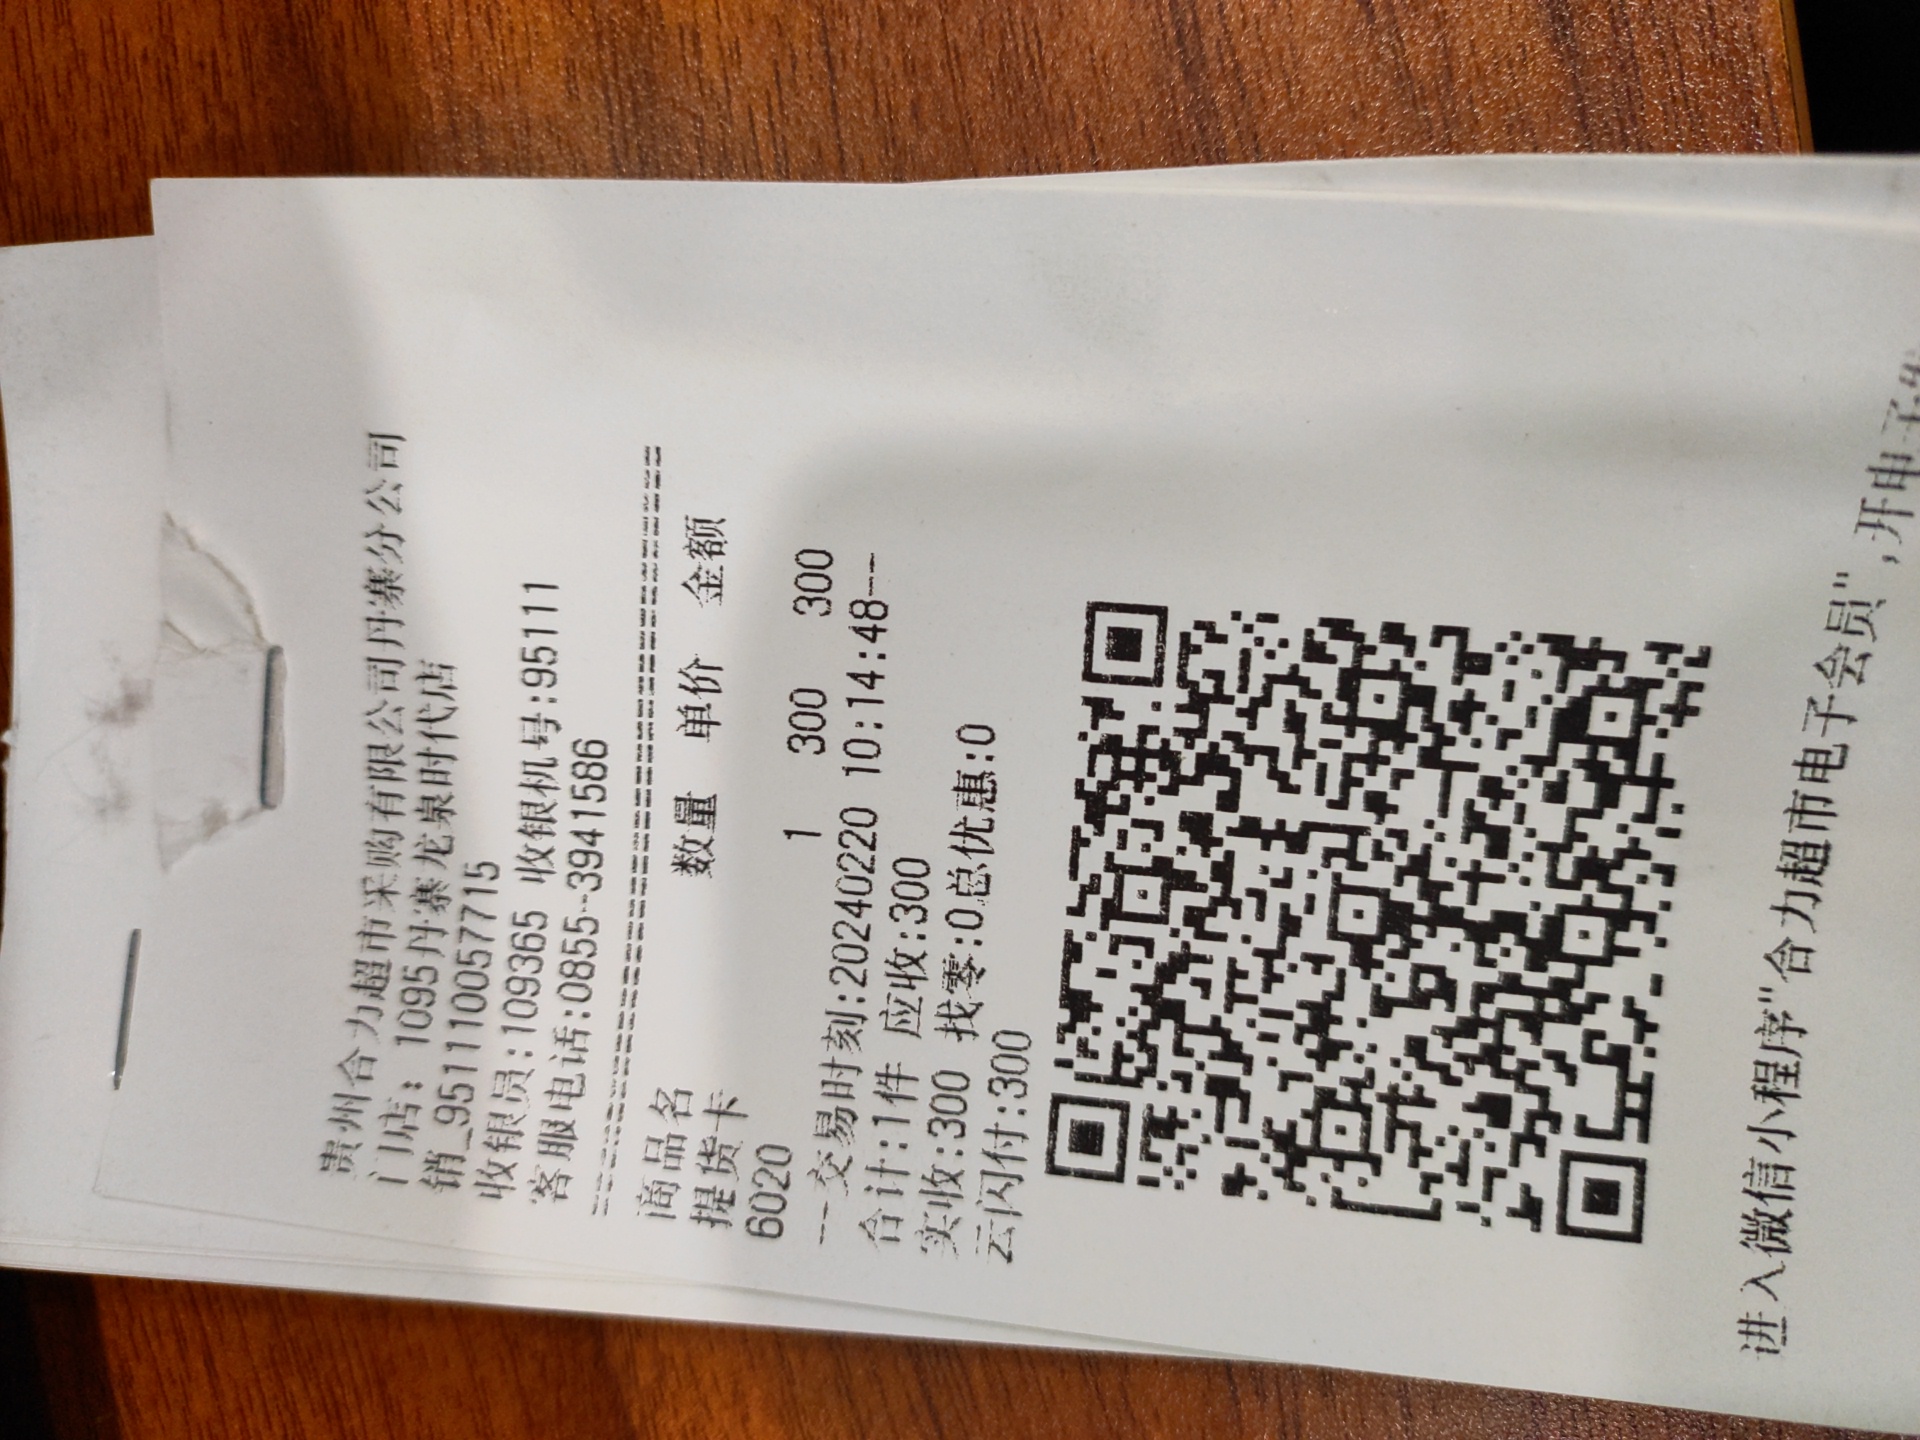 贵州合力超市采购有限公司丹寨分公司
门店: 1095丹寨龙泉时代店
销_951110057715
收银员:109365 收银机号:95111
客服电话:0855-3941586
商品名 数量 单价 金额
提货卡
6020 1 300 300
--交易时刻:20240220 10:14:48--
合计:1件 应收:300
实收:300 找零:0总优惠:0
云闪付:300
进入微信小程序"合力超市电子会员",开电子